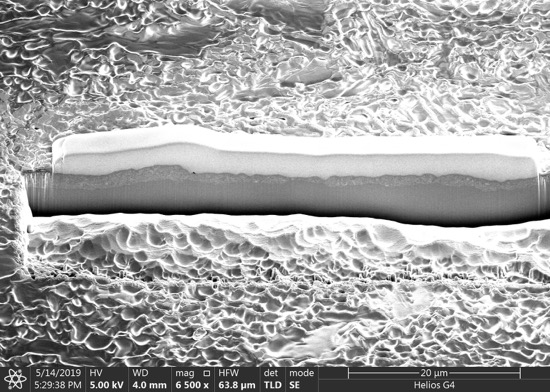 5/14/2019 HV WD mag HFW det mode 20 µm
5:29:38 PM 5.00 kV 4.0 mm 6 500 x 63.8 µm TLD SE Helios G4